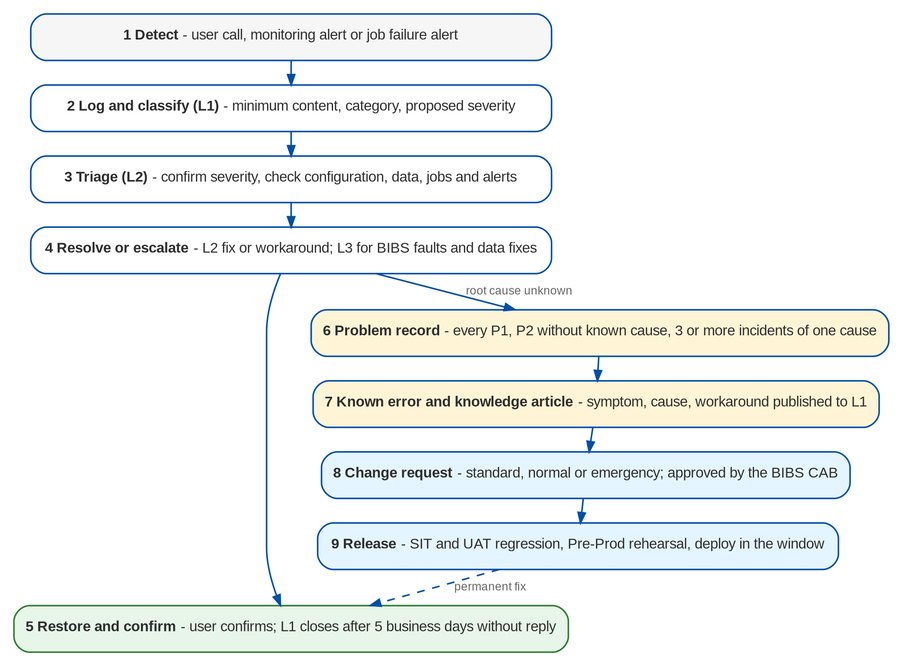 1 Detect - user call, monitoring alert or job failure alert
2 Log and classify (L1) - minimum content, category, proposed severity
3 Triage (L2) - confirm severity, check configuration, data, jobs and alerts
4 Resolve or escalate - L2 fix or workaround; L3 for BIBS faults and data fixes
root cause unknown
6 Problem record - every P1, P2 without known cause, 3 or more incidents of one cause
7 Known error and knowledge article - symptom, cause, workaround published to L1
8 Change request - standard, normal or emergency; approved by the BIBS CAB
9 Release - SIT and UAT regression, Pre-Prod rehearsal, deploy in the window
permanent fix
5 Restore and confirm - user confirms; L1 closes after 5 business days without reply